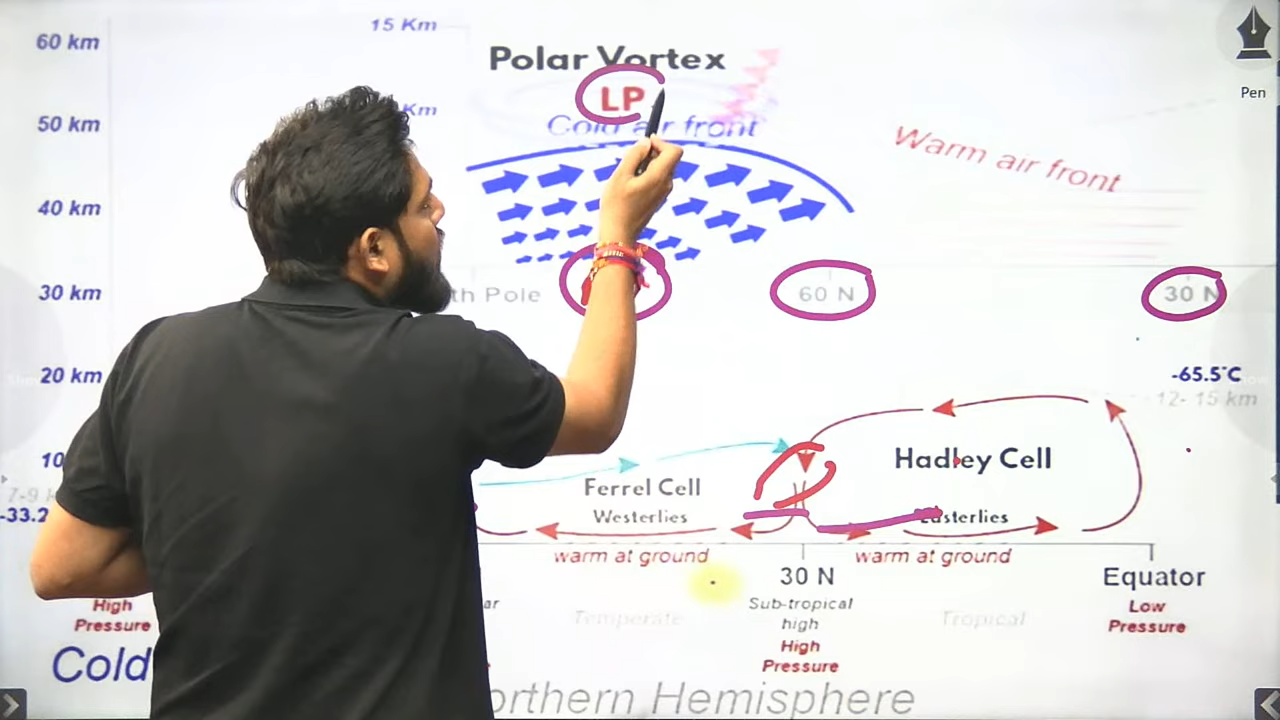 60 km
15 Km
Polar Vortex
LP
Km
Cold air front
50 km
Pen
Warm air front
40 km
30 km
th Pole
60 N
30 N
20 km
-65.5°C
12- 15 km
10
Hadley Cell
Ferrel Cell
7-9
-33.2
Westerlies
Easterlies
warm at ground
warm at ground
30 N
Equator
High
Pressure
ar
Temperate
Sub-tropical
high
High
Pressure
Tropical
Low
Pressure
Cold
orthern Hemisphere